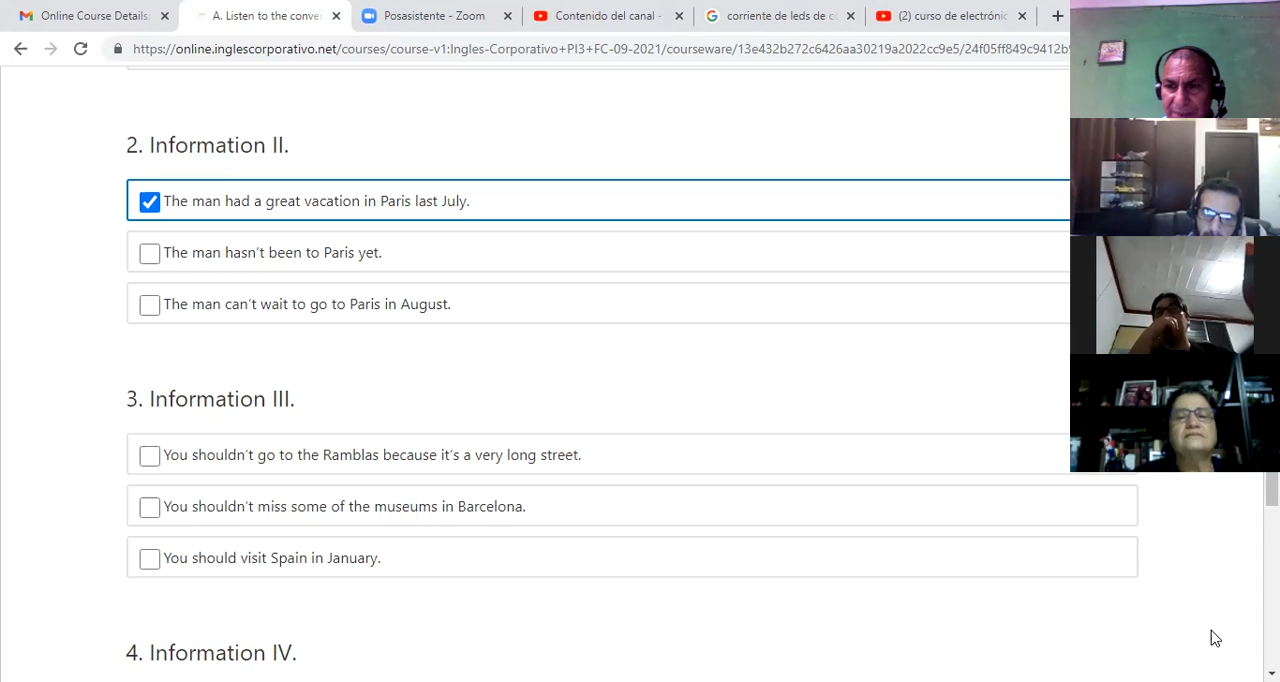 Online Course Details:
A. Listen to the conver
Posasistente - Zoom
Contenido del canal -
corriente de leds de co
(2) curso de electrónic
https://online.inglescorporativo.net/courses/course-v1:Ingles-Corporativo+PI3+FC-09-2021/courseware/13e432b272c6426aa30219a2022cc9e5/24f05ff849c9412b
2. Information II.
The man had a great vacation in Paris last July.
The man hasn't been to Paris yet.
The man can't wait to go to Paris in August.
3. Information III.
You shouldn't go to the Ramblas because it's a very long street.
You shouldn't miss some of the museums in Barcelona.
You should visit Spain in January.
4. Information IV.